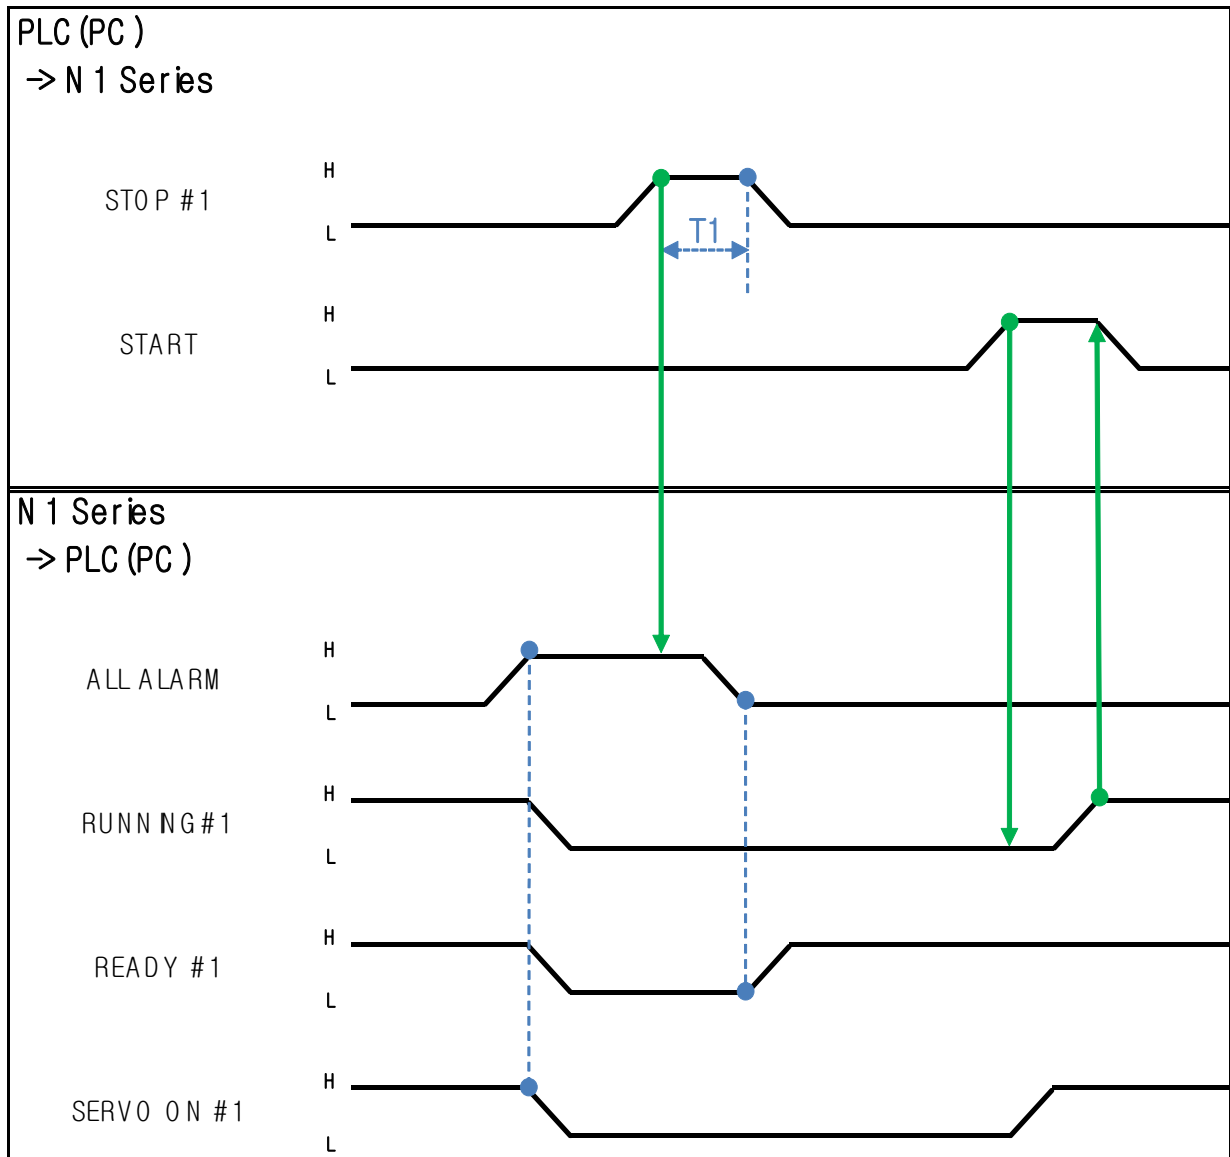 PLC(PC)
-> N1 Series
H
STOP #1
L
T1
H
START
L
N1 Series
-> PLC(PC)
H
ALL ALARM
L
H
RUNNING#1
L
H
READY #1
L
H
SERVO ON #1
L